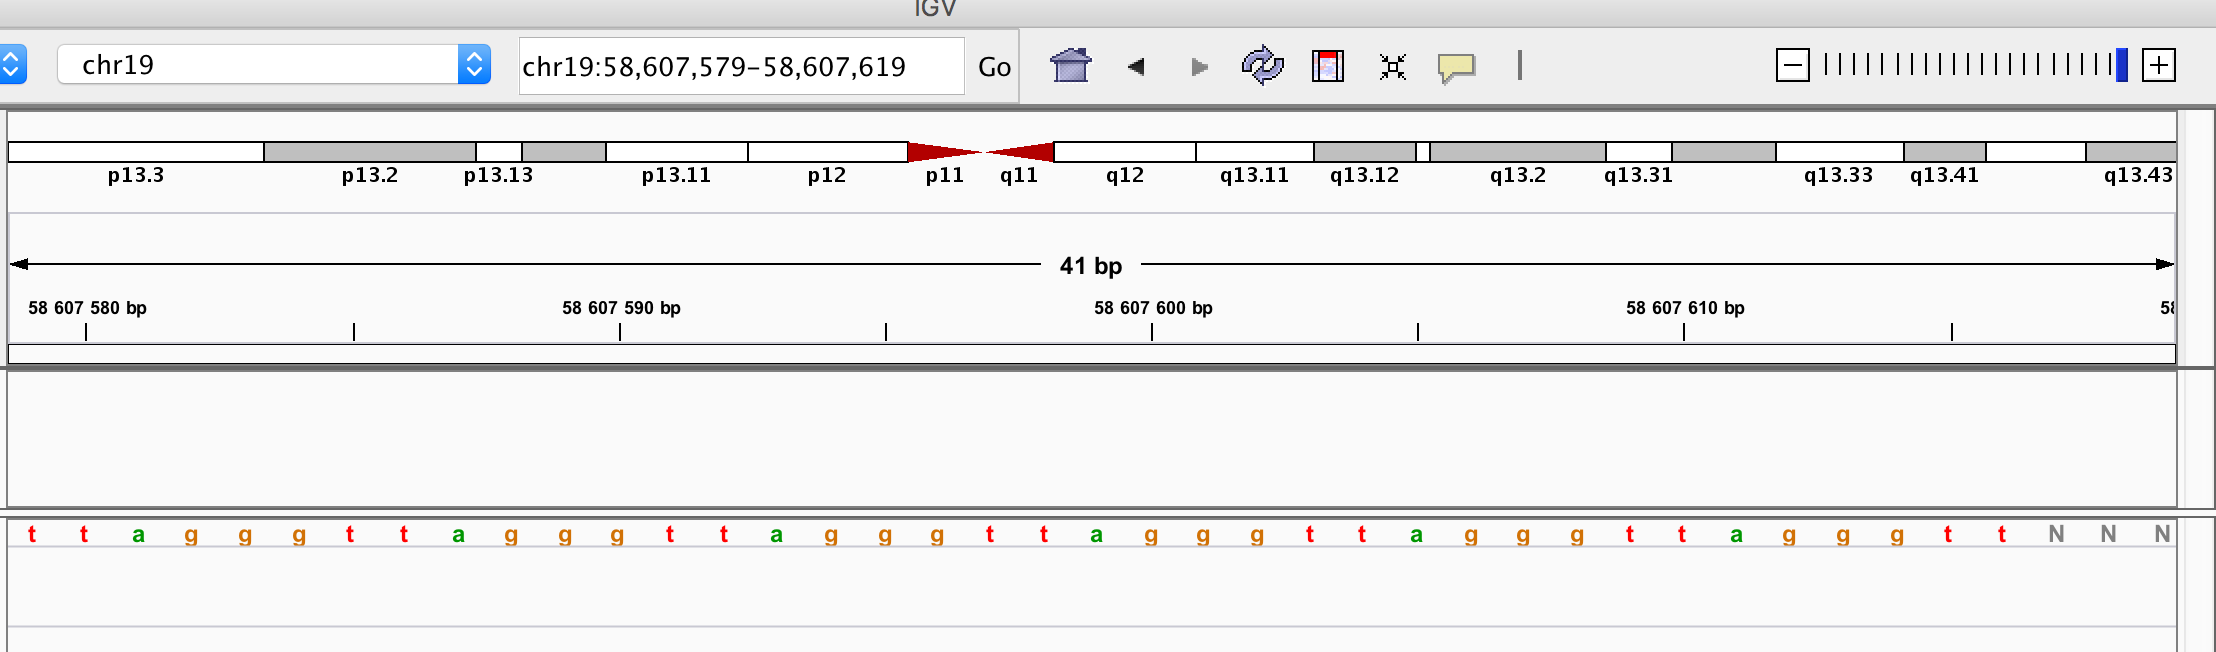 IGV
chr19 chr19:58,607,579-58,607,619 Go
p13.3 p13.2 p13.13 p13.11 p12 p11 q11 q12 q13.11 q13.12 q13.2 q13.31 q13.33 q13.41 q13.43
41 bp
58 607 580 bp 58 607 590 bp 58 607 600 bp 58 607 610 bp
t t a g g g t t a g g g t t a g g g t t a g g g t t a g g g t t a g g g t t N N N